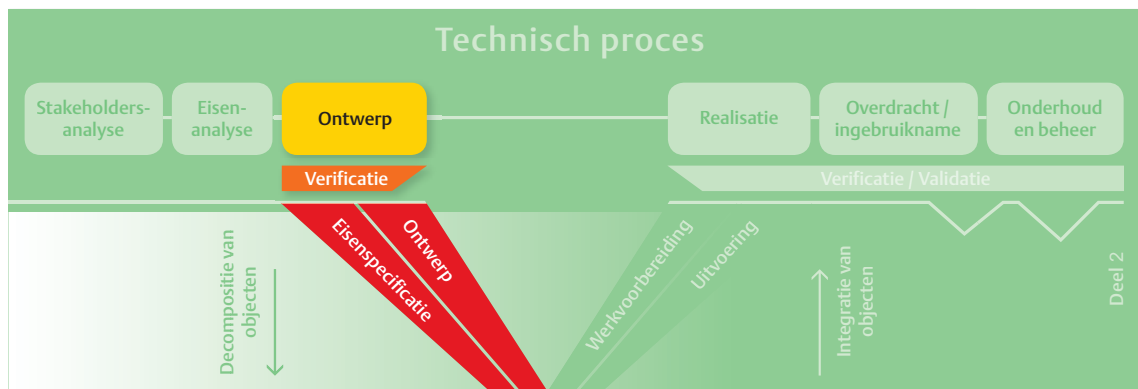 Technisch proces
Stakeholders-
analyse
Eisen-
analyse
Ontwerp
Realisatie
Overdracht /
ingebruikname
Onderhoud
en beheer
Verificatie
Verificatie / Validatie
Decompositie van
objecten
Eisenspecificatie
Ontwerp
Werkvoorbereiding
Uitvoering
Integratie van
objecten
Deel 2